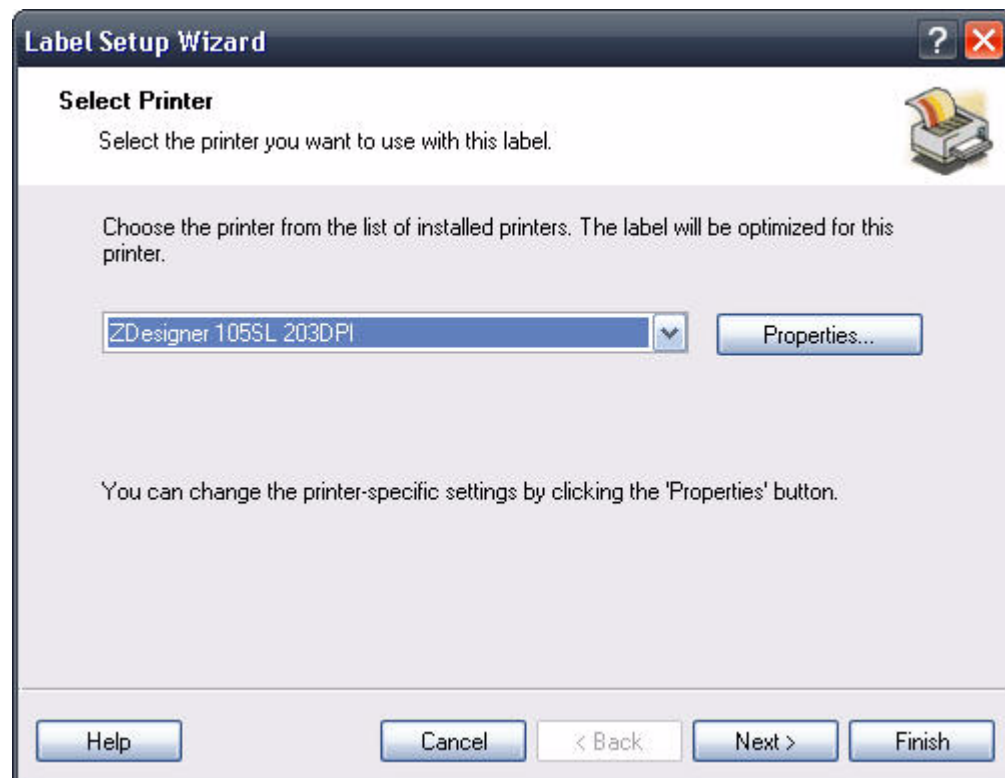 Label Setup Wizard
?
Select Printer
Select the printer you want to use with this label.
Choose the printer from the list of installed printers. The label will be optimized for this
printer.
ZDesigner 105SL 203DPI
Properties...
You can change the printer-specific settings by clicking the 'Properties' button.
Help
Cancel
< Back
Next >
Finish